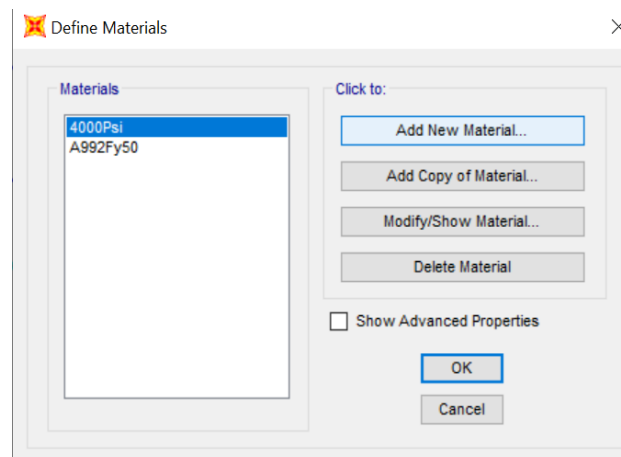 Define Materials
Materials
4000Psi
A992Fy50
Click to:
Add New Material...
Add Copy of Material...
Modify/Show Material...
Delete Material
Show Advanced Properties
OK
Cancel